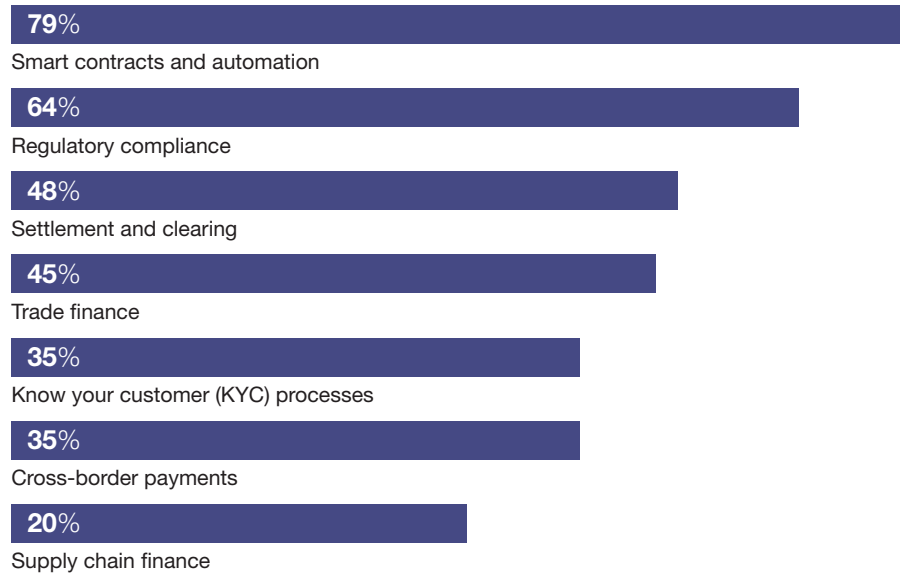 79%
Smart contracts and automation
64%
Regulatory compliance
48%
Settlement and clearing
45%
Trade finance
35%
Know your customer (KYC) processes
35%
Cross-border payments
20%
Supply chain finance